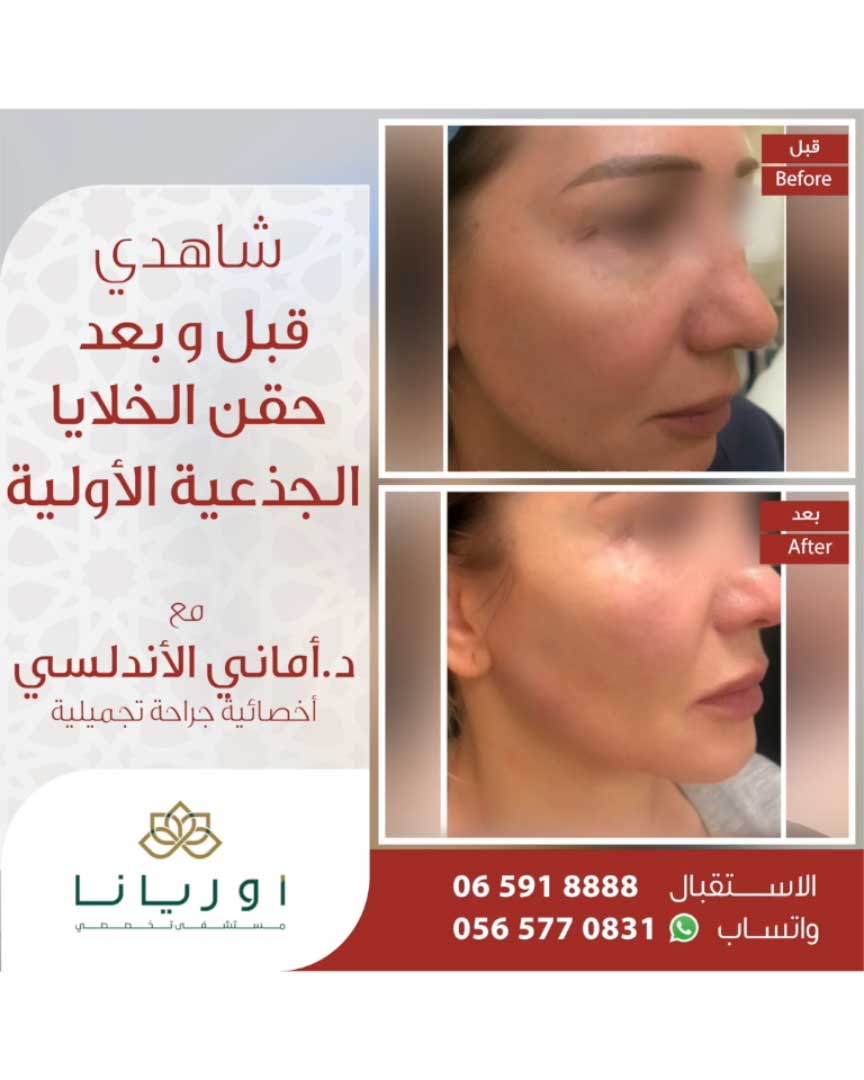 شاهدي
قبل و بعد
حقن الخلايا
الجذعية الأولية
مع
د.أماني الأندلسي
أخصائية جراحة تجميلية
اوريانا
مستشفى تخصصي
قبل
Before
بعد
After
الاستقبال 06 591 8888
واتساب 056 577 0831